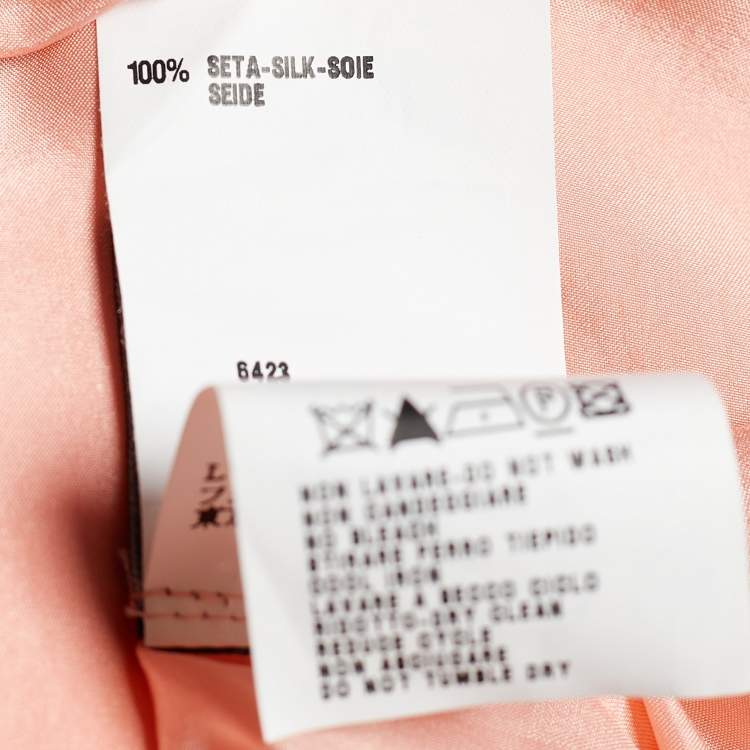 100% SETA-SILK-SOIE
SEIDE
6423
P
NON LAVARE-DO NOT WASH
NON CANDEGGIARE
NO BLEACH
STIRARE FERRO TIEPIDO
COOL IRON
LAVARE A SECCO CICLO
RIDOTTO-DRY CLEAN
REDUCE CYCLE
NON ASCIUGARE
DO NOT TUMBLE DRY